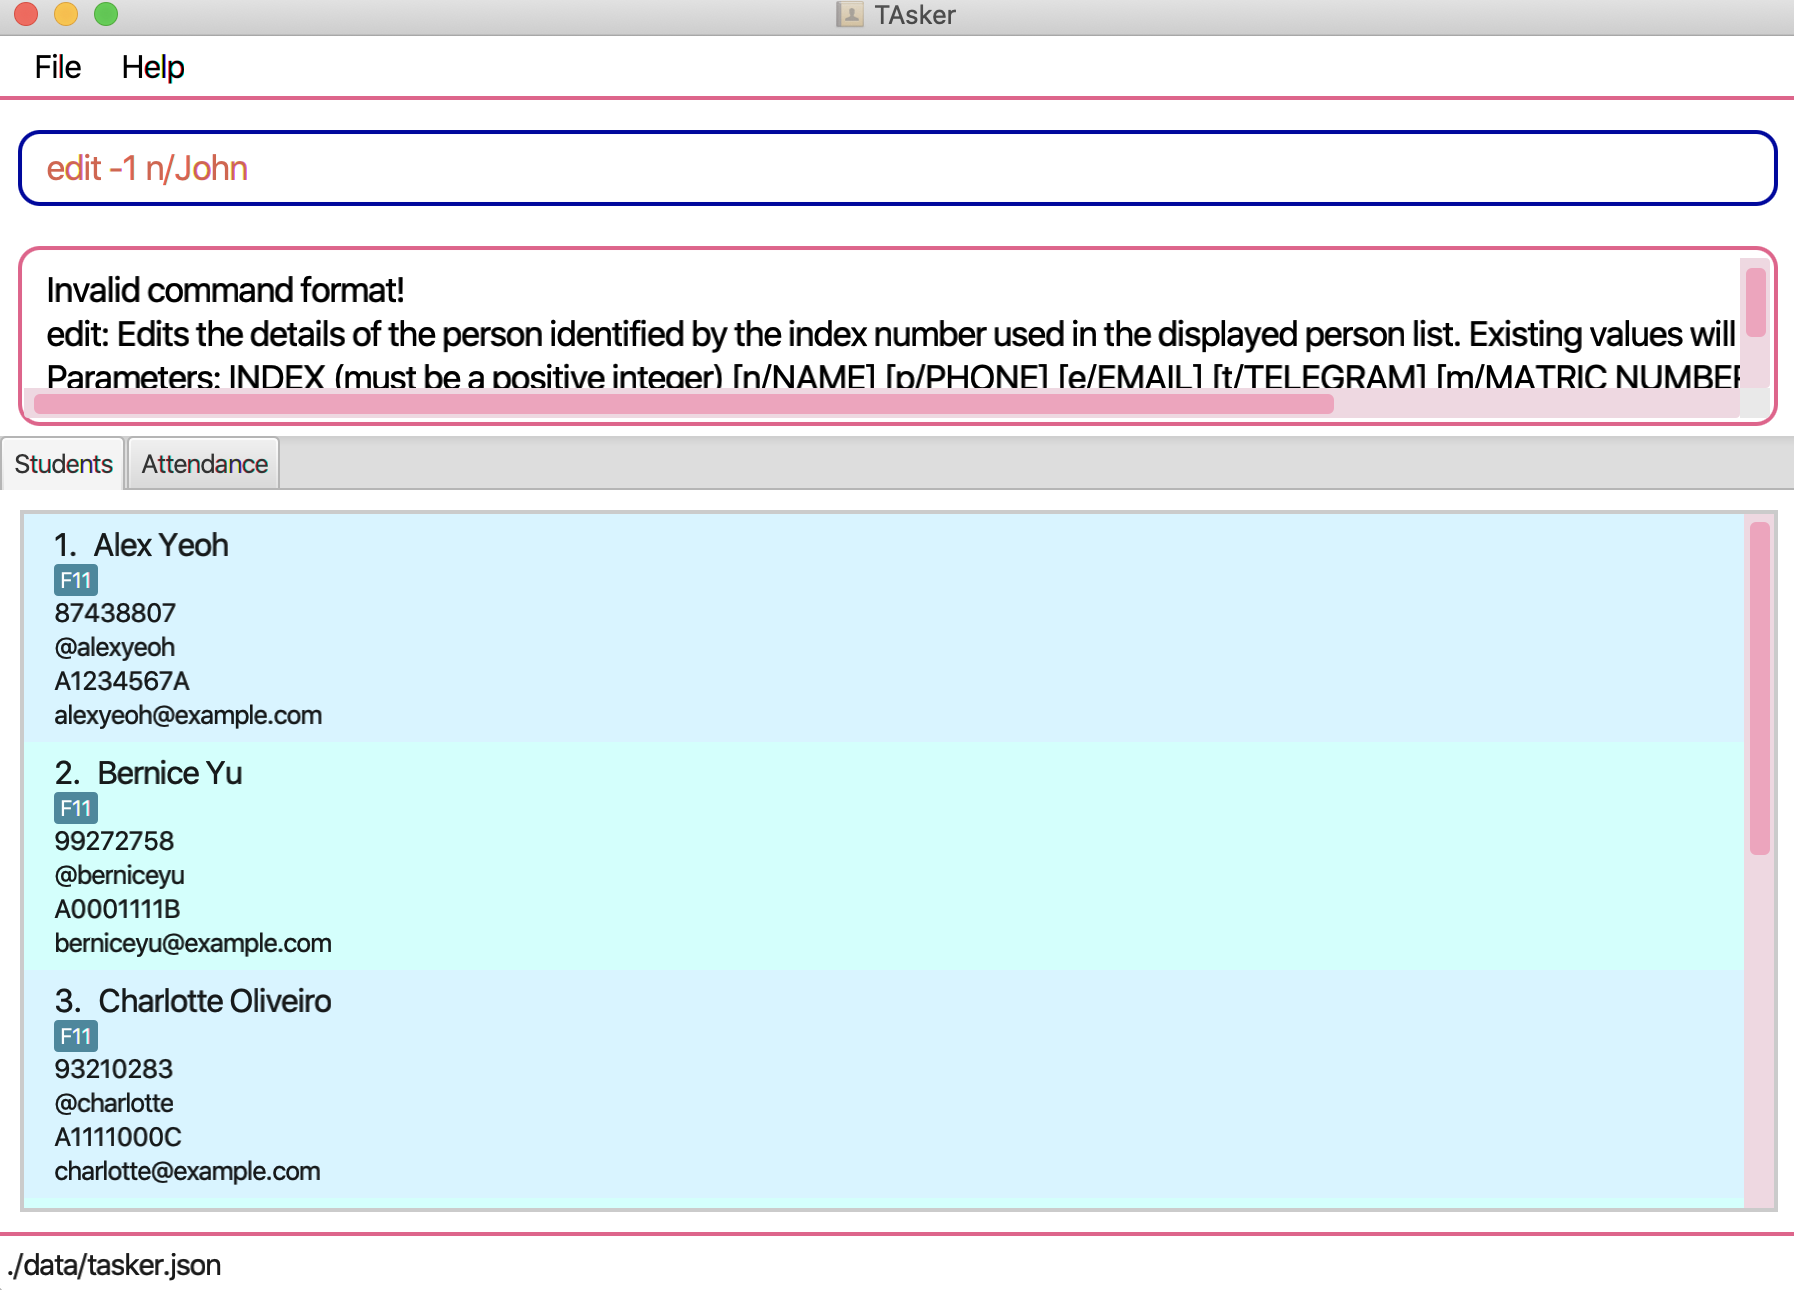 TAsker
File Help
edit -1 n/John
Invalid command format!
edit: Edits the details of the person identified by the index number used in the displayed person list. Existing values will
Parameters: INDEX (must be a positive integer) [n/NAME] [p/PHONE] [e/EMAIL] [t/TELEGRAM] [m/MATRIC NUMBER
Students Attendance
1. Alex Yeoh
F11
87438807
@alexyeoh
A1234567A
alexyeoh@example.com
2. Bernice Yu
F11
99272758
@berniceyu
A0001111B
berniceyu@example.com
3. Charlotte Oliveiro
F11
93210283
@charlotte
A1111000C
charlotte@example.com
./data/tasker.json